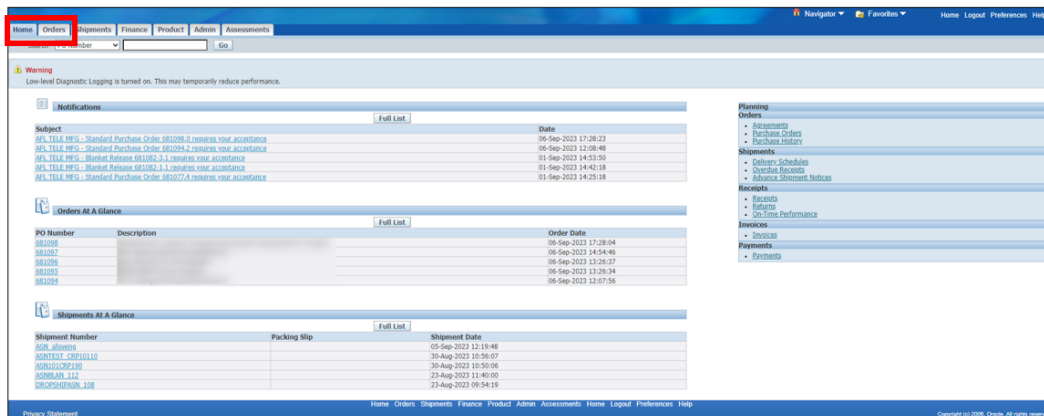 Navigator Favorites Home Logout Preferences Help
Home Orders Shipments Finance Product Admin Assessments
Search PO Number Go
Warning
Low-level Diagnostic Logging is turned on. This may temporarily reduce performance.
Notifications
Full List
Subject Date
AFL TELE MFG - Standard Purchase Order 681098,0 requires your acceptance 06-Sep-2023 17:28:23
AFL TELE MFG - Standard Purchase Order 681094,2 requires your acceptance 06-Sep-2023 12:08:48
AFL TELE MFG - Blanket Release 681082-3,1 requires your acceptance 01-Sep-2023 14:53:50
AFL TELE MFG - Blanket Release 681082-1,1 requires your acceptance 01-Sep-2023 14:42:18
AFL TELE MFG - Standard Purchase Order 681077,4 requires your acceptance 01-Sep-2023 14:25:18
Orders At A Glance
Full List
PO Number Description Order Date
681098 06-Sep-2023 17:28:04
681097 06-Sep-2023 14:54:46
681096 06-Sep-2023 13:26:37
681095 06-Sep-2023 13:26:34
681094 06-Sep-2023 12:07:56
Shipments At A Glance
Full List
Shipment Number Packing Slip Shipment Date
ASN_allowing 05-Sep-2023 12:19:48
ASNTEST_CRP10110 30-Aug-2023 10:56:07
ASN101CRP190 30-Aug-2023 10:50:06
ASNBLAN_112 23-Aug-2023 11:40:00
DROPSHIPASN_108 23-Aug-2023 09:54:19
Planning
Orders
Agreements
Purchase Orders
Purchase History
Shipments
Delivery Schedules
Overdue Receipts
Advance Shipment Notices
Receipts
Receipts
Returns
On-Time Performance
Invoices
Invoices
Payments
Payments
Home Orders Shipments Finance Product Admin Assessments Home Logout Preferences Help
Privacy Statement Copyright (c) 2006, Oracle. All rights